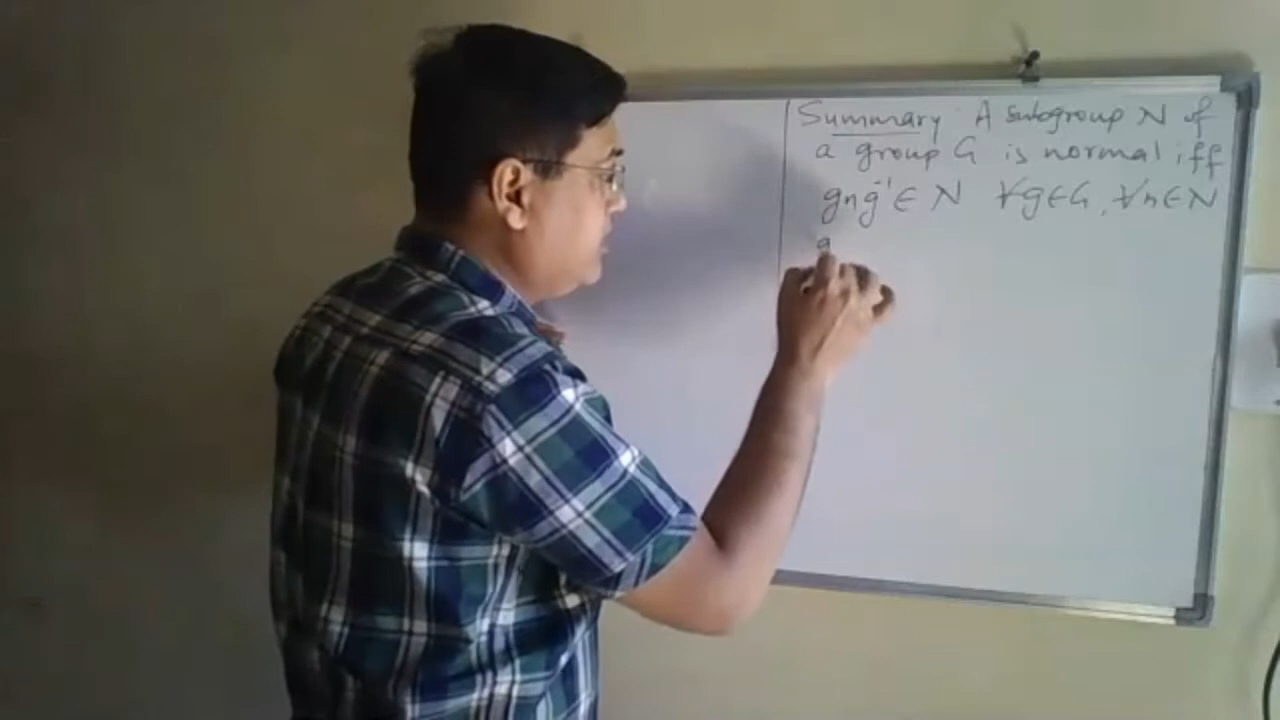 Summary A subgroup N of
a group G is normal iff
gng⁻¹ ∈ N ∀g∈G, ∀n∈N
g